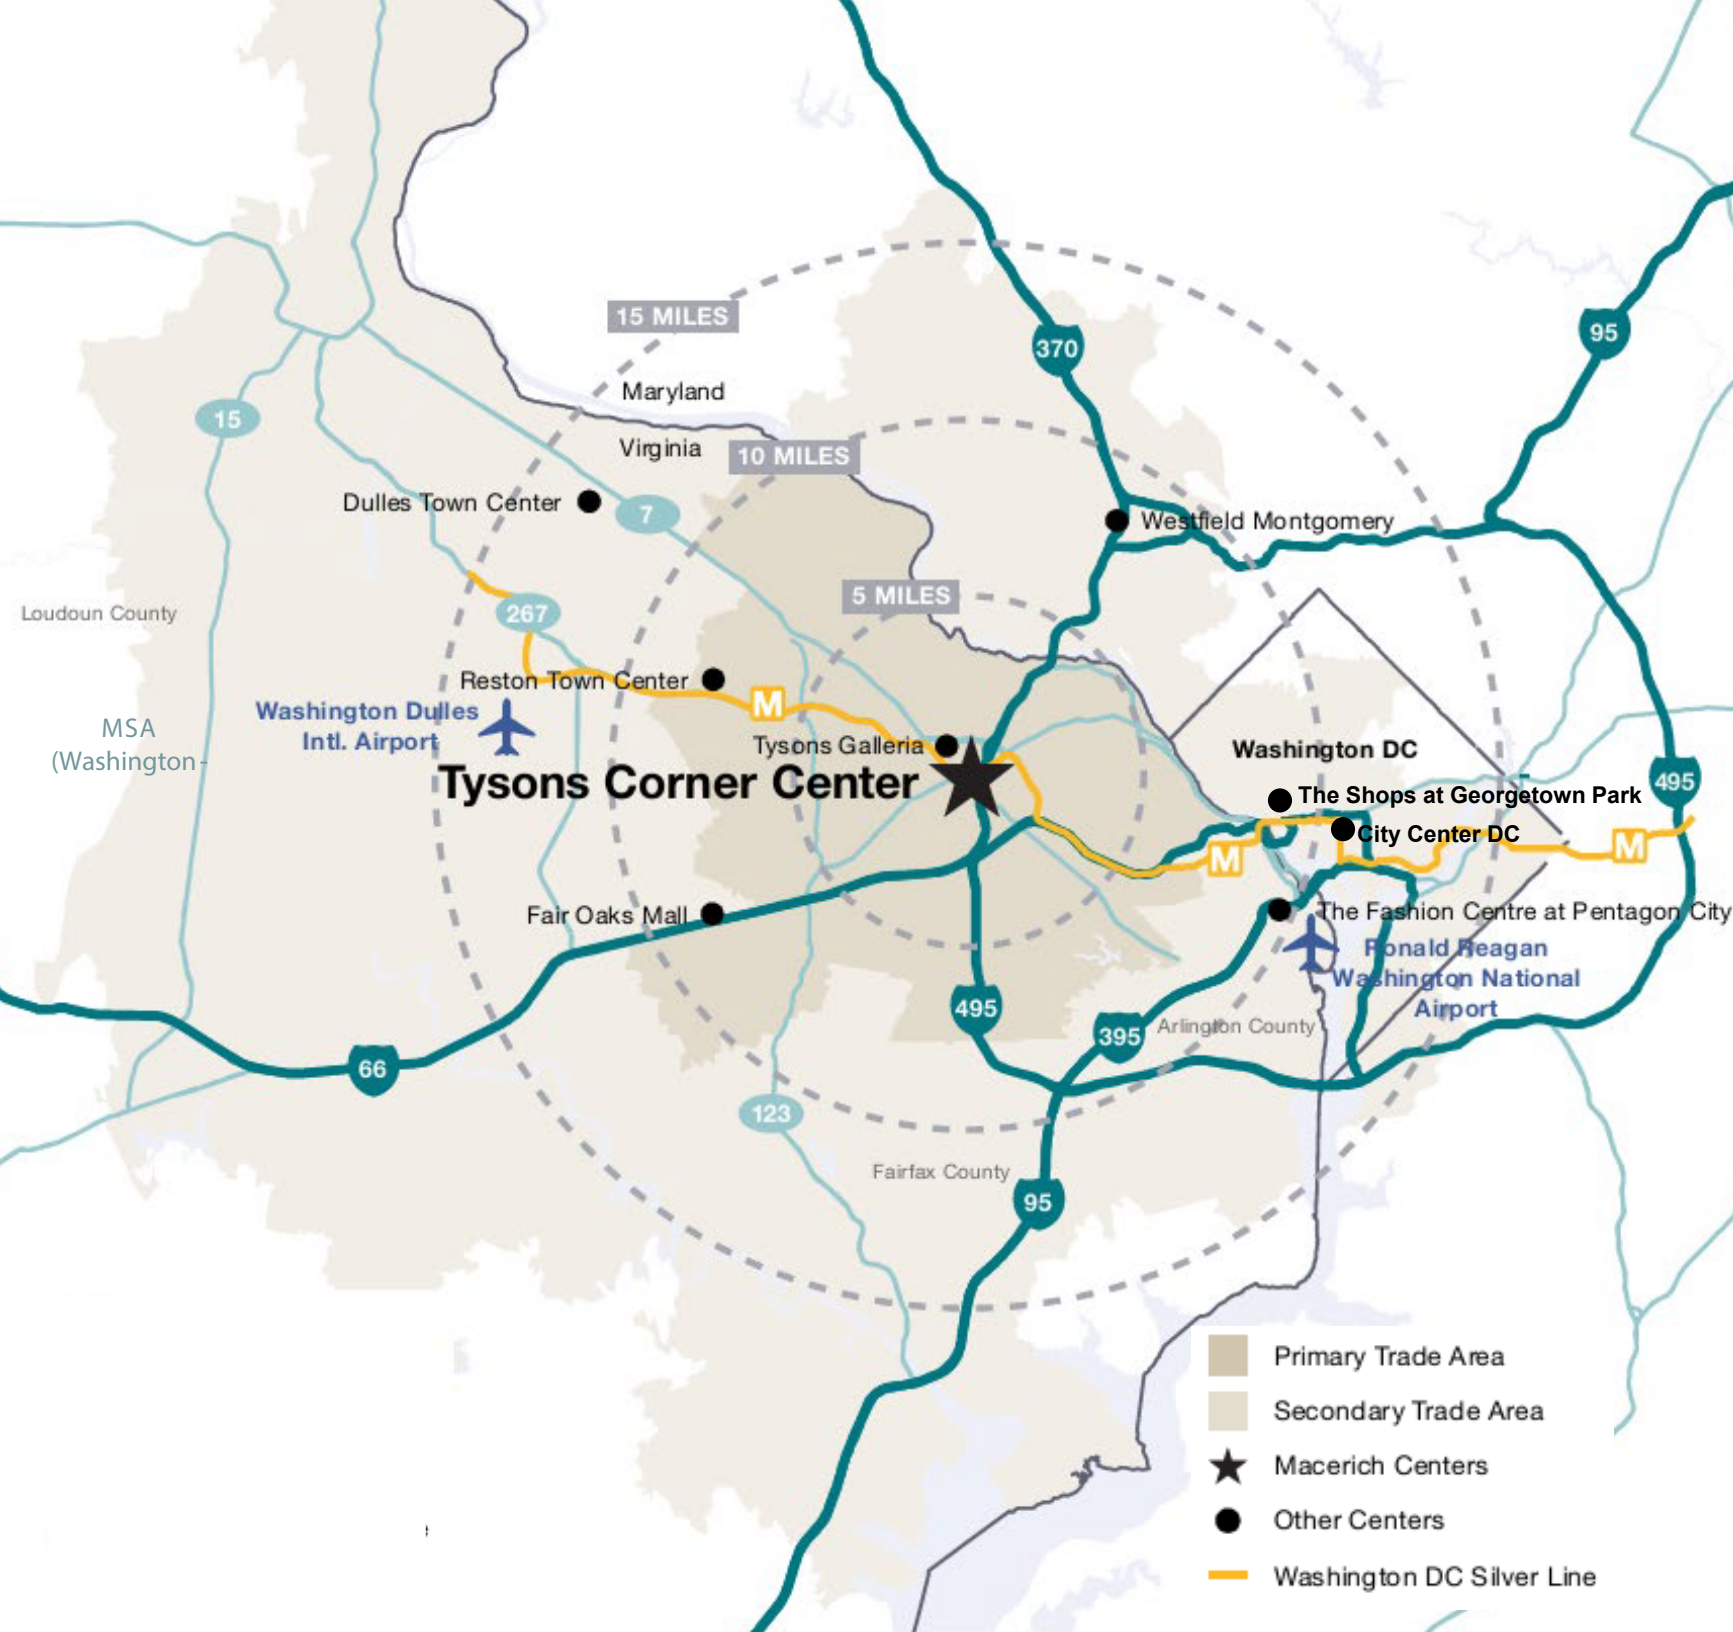 15 MILES
370
95
Maryland
15
Virginia
10 MILES
Dulles Town Center
7
Westfield Montgomery
5 MILES
267
Loudoun County
Reston Town Center
M
Washington Dulles
Intl. Airport
MSA
(Washington-
Tysons Galleria
Washington DC
Tysons Corner Center
495
The Shops at Georgetown Park
City Center DC
M
M
Fair Oaks Mall
The Fashion Centre at Pentagon City
Ronald Reagan
Washington National
Airport
495
395
Arlington County
66
123
Fairfax County
95
Primary Trade Area
Secondary Trade Area
Macerich Centers
Other Centers
Washington DC Silver Line